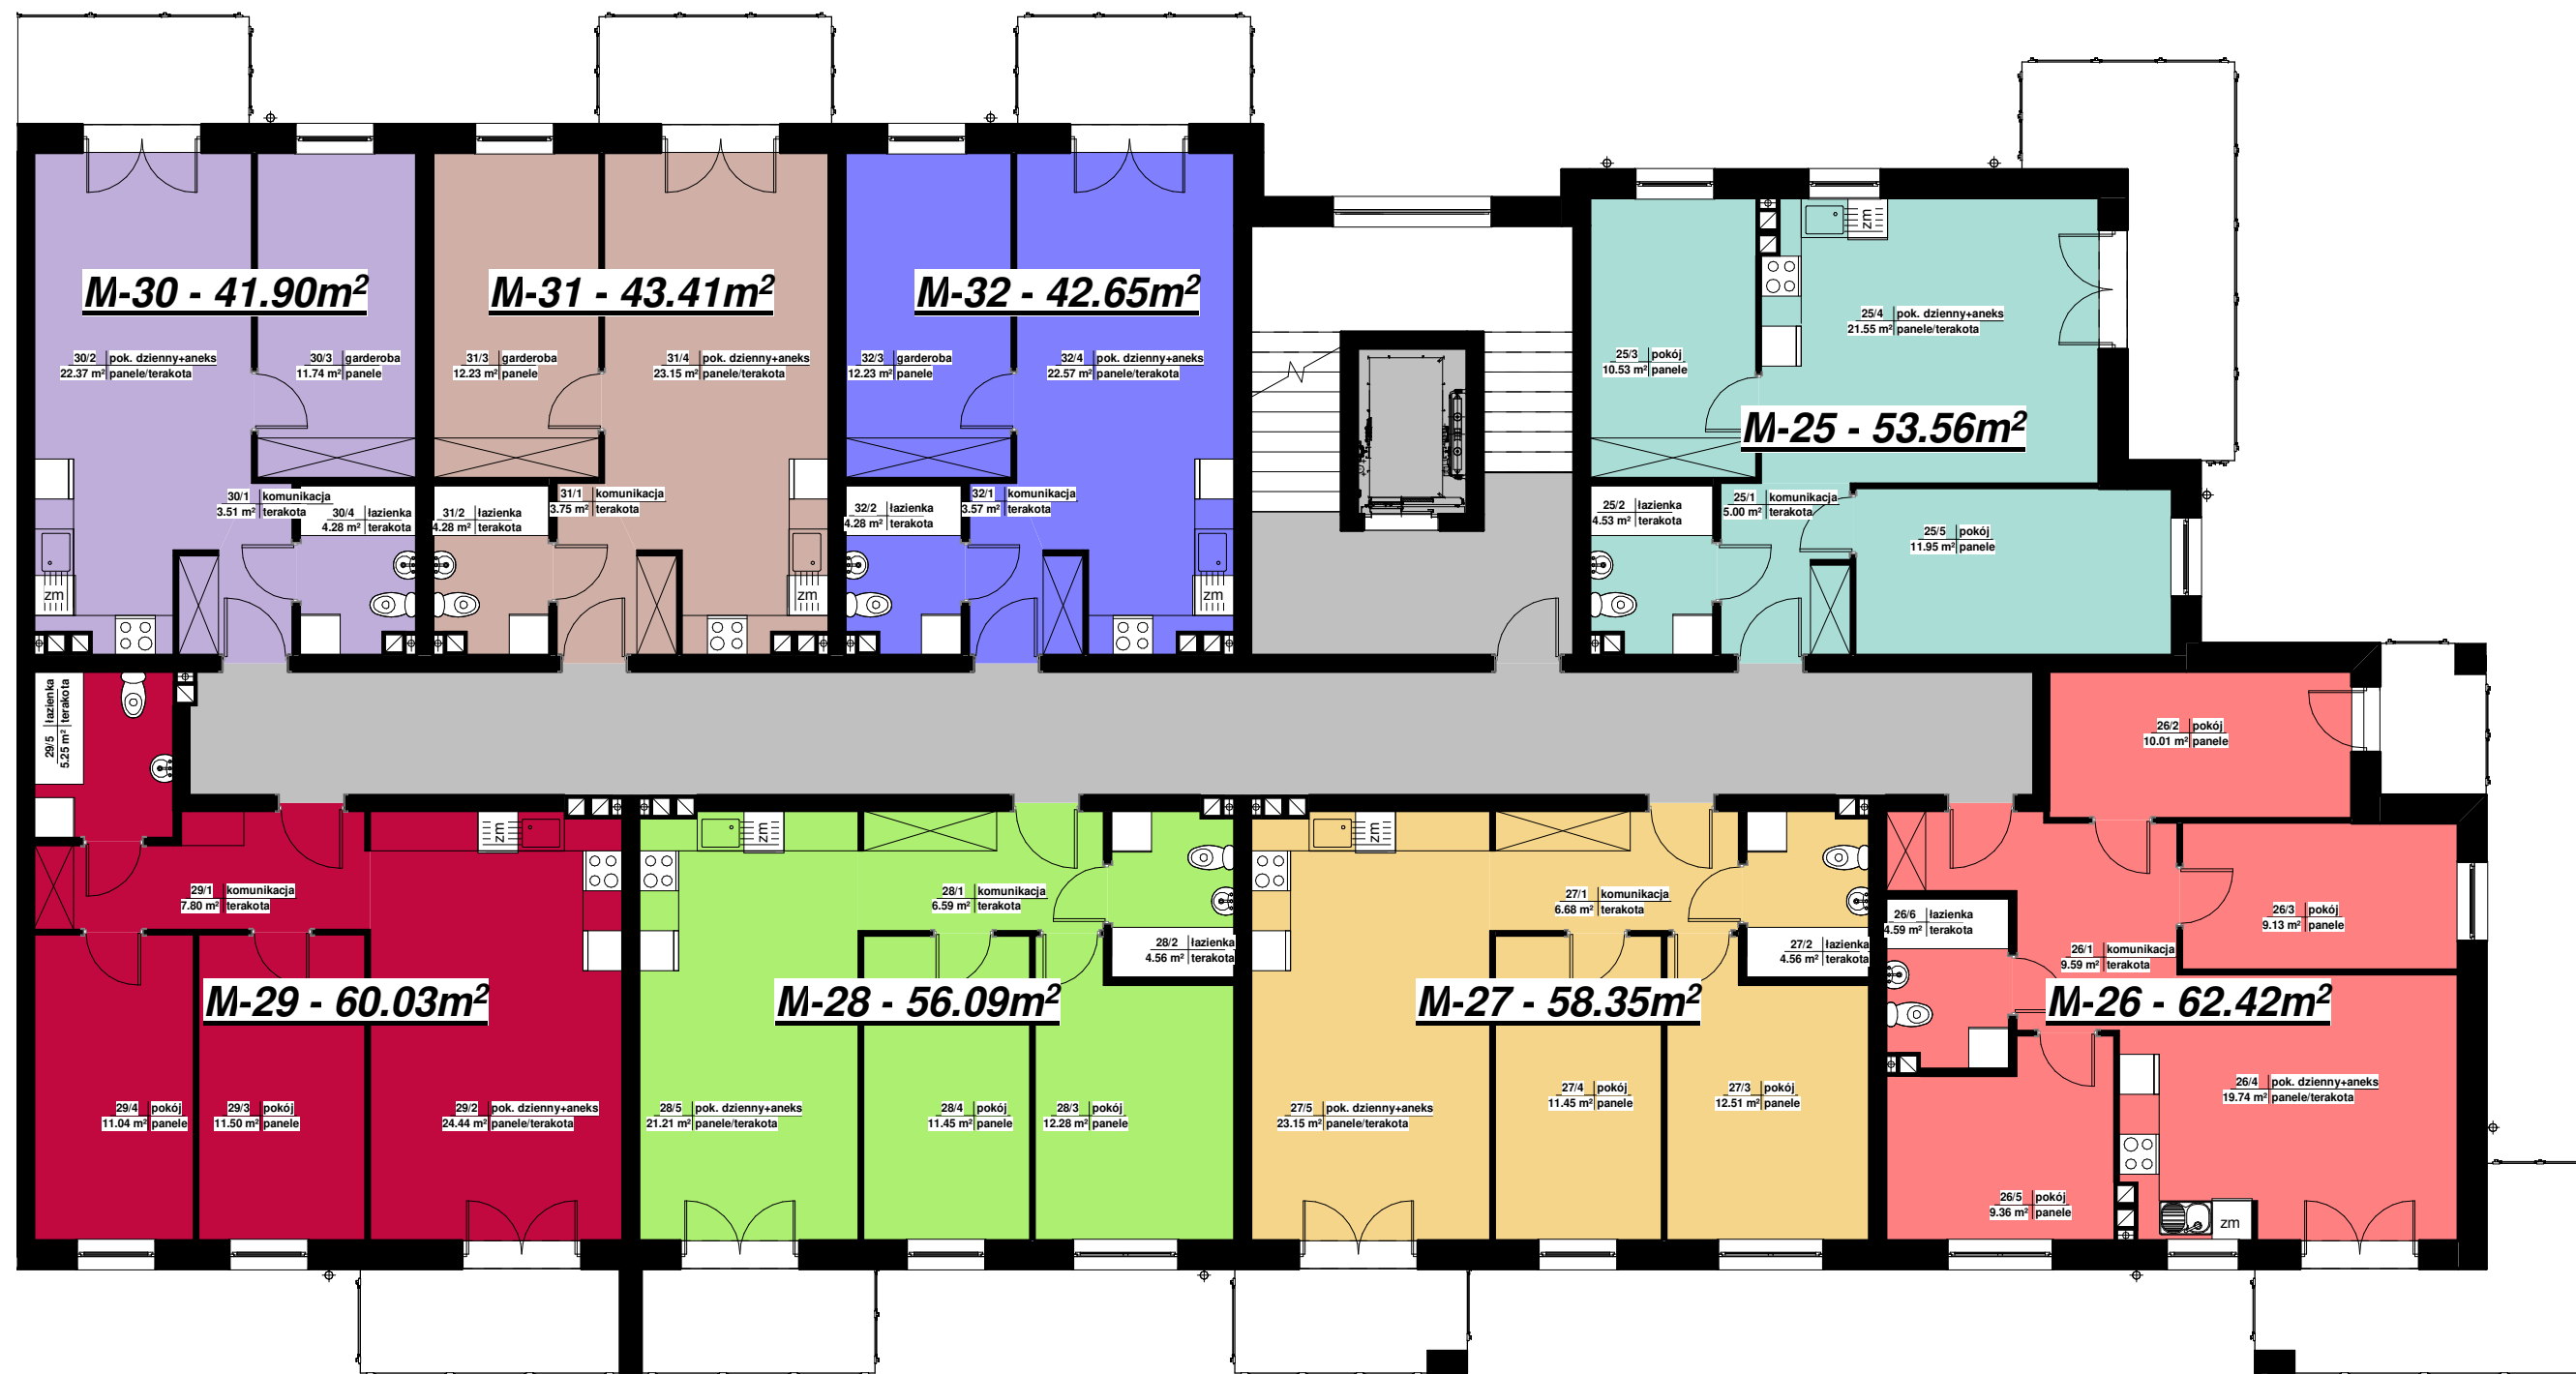 M-30 - 41.90m²
30/2 pok. dzienny+aneks
22.37 m² panele/terakota
30/3 garderoba
11.74 m² panele
30/1 komunikacja
3.51 m² terakota
30/4 łazienka
4.28 m² terakota
zm
M-31 - 43.41m²
31/3 garderoba
12.23 m² panele
31/4 pok. dzienny+aneks
23.15 m² panele/terakota
31/2 łazienka
4.28 m² terakota
31/1 komunikacja
3.75 m² terakota
zm
M-32 - 42.65m²
32/3 garderoba
12.23 m² panele
32/4 pok. dzienny+aneks
22.57 m² panele/terakota
32/2 łazienka
4.28 m² terakota
32/1 komunikacja
3.57 m² terakota
zm
zm
25/4 pok. dzienny+aneks
21.55 m² panele/terakota
25/3 pokój
10.53 m² panele
M-25 - 53.56m²
25/2 łazienka
4.53 m² terakota
25/1 komunikacja
5.00 m² terakota
25/5 pokój
11.95 m² panele
29/5 łazienka
5.25 m² terakota
zm
29/1 komunikacja
7.80 m² terakota
M-29 - 60.03m²
29/4 pokój
11.04 m² panele
29/3 pokój
11.50 m² panele
29/2 pok. dzienny+aneks
24.44 m² panele/terakota
zm
28/1 komunikacja
6.59 m² terakota
28/2 łazienka
4.56 m² terakota
M-28 - 56.09m²
28/5 pok. dzienny+aneks
21.21 m² panele/terakota
28/4 pokój
11.45 m² panele
28/3 pokój
12.28 m² panele
zm
27/1 komunikacja
6.68 m² terakota
27/2 łazienka
4.56 m² terakota
M-27 - 58.35m²
27/5 pok. dzienny+aneks
23.15 m² panele/terakota
27/4 pokój
11.45 m² panele
27/3 pokój
12.51 m² panele
26/2 pokój
10.01 m² panele
26/6 łazienka
4.59 m² terakota
26/3 pokój
9.13 m² panele
26/1 komunikacja
9.59 m² terakota
M-26 - 62.42m²
26/4 pok. dzienny+aneks
19.74 m² panele/terakota
26/5 pokój
9.36 m² panele
zm